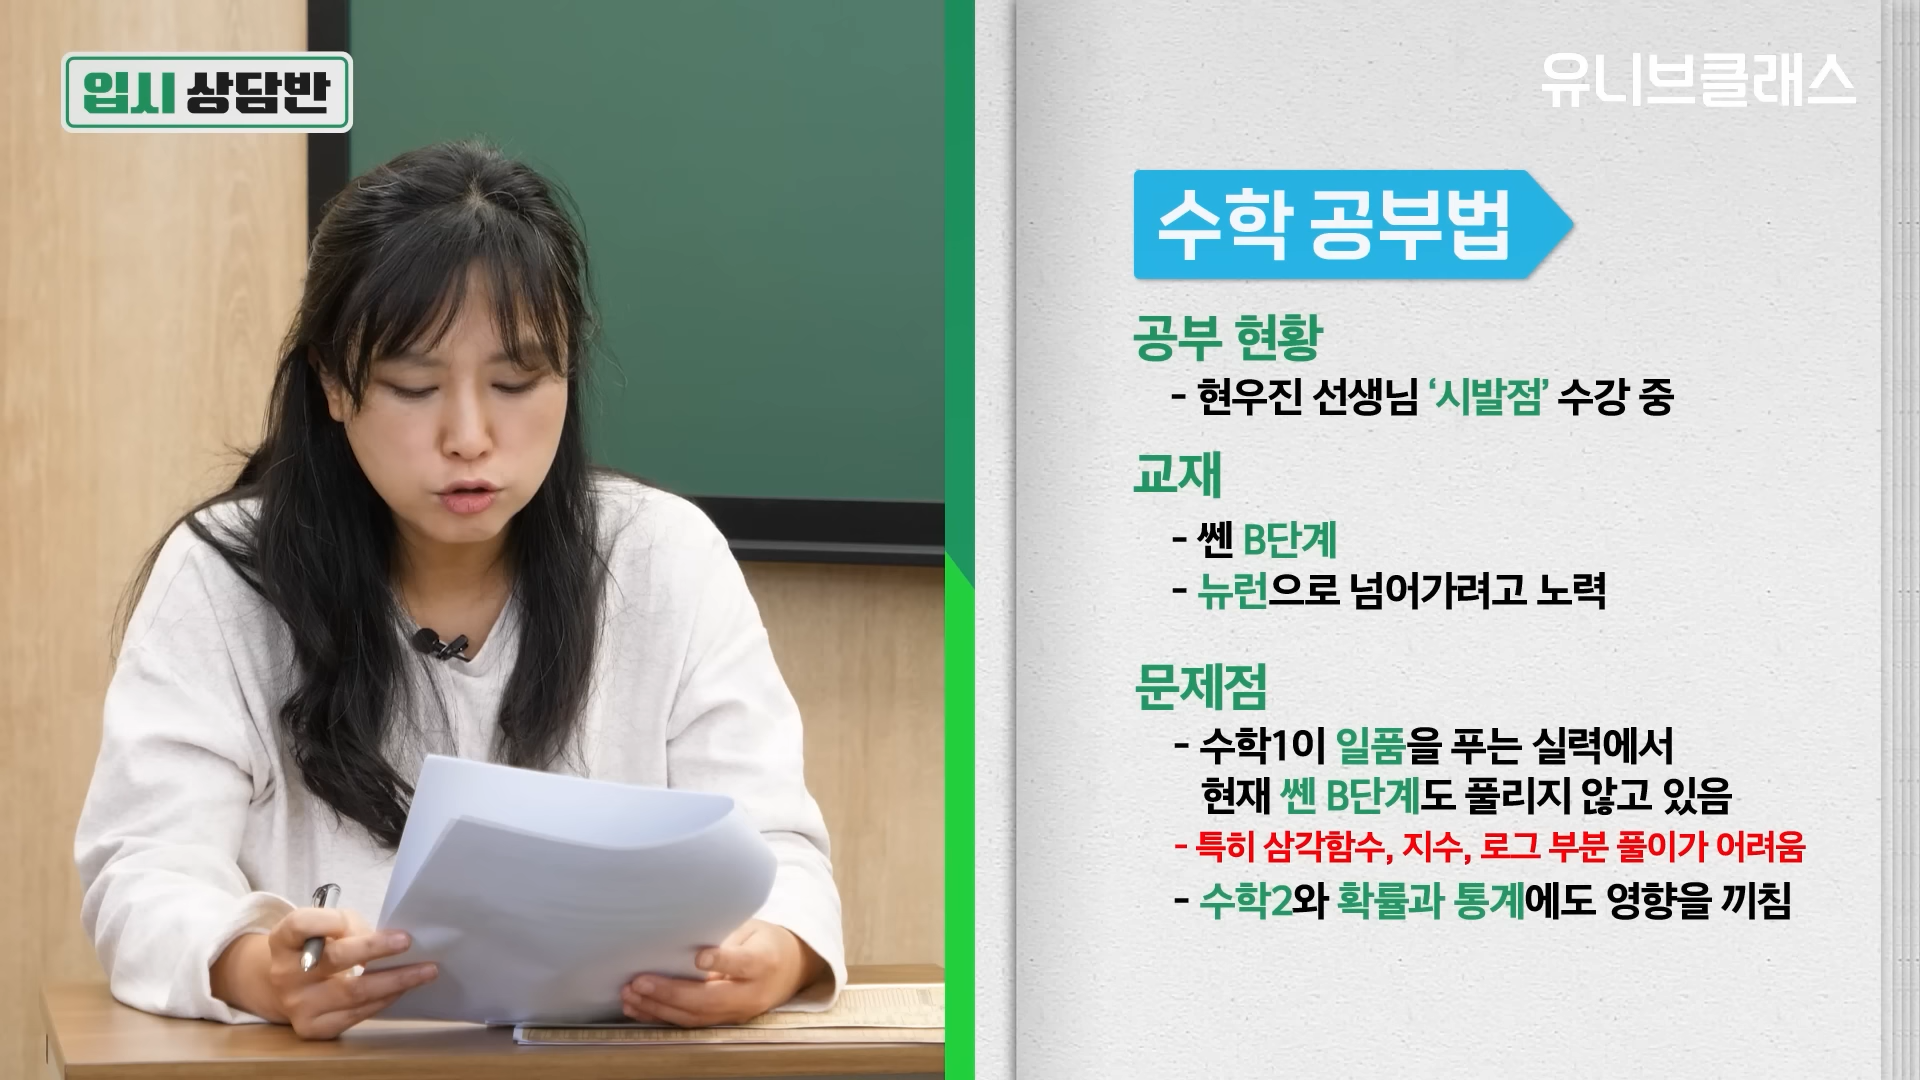 입시 상담반
유니브클래스
수학 공부법
공부 현황
- 현우진 선생님 ‘시발점’ 수강 중
교재
- 쎈 B단계
- 뉴런으로 넘어가려고 노력
문제점
- 수학1이 일품을 푸는 실력에서
현재 쎈 B단계도 풀리지 않고 있음
- 특히 삼각함수, 지수, 로그 부분 풀이가 어려움
- 수학2와 확률과 통계에도 영향을 끼침